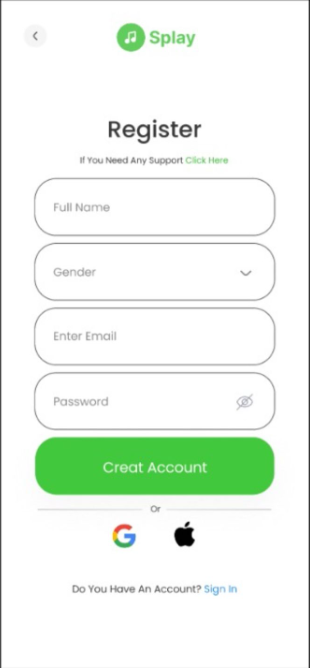 Splay
Register
If You Need Any Support Click Here
Full Name
Gender
Enter Email
Password
Creat Account
Or
Do You Have An Account? Sign In